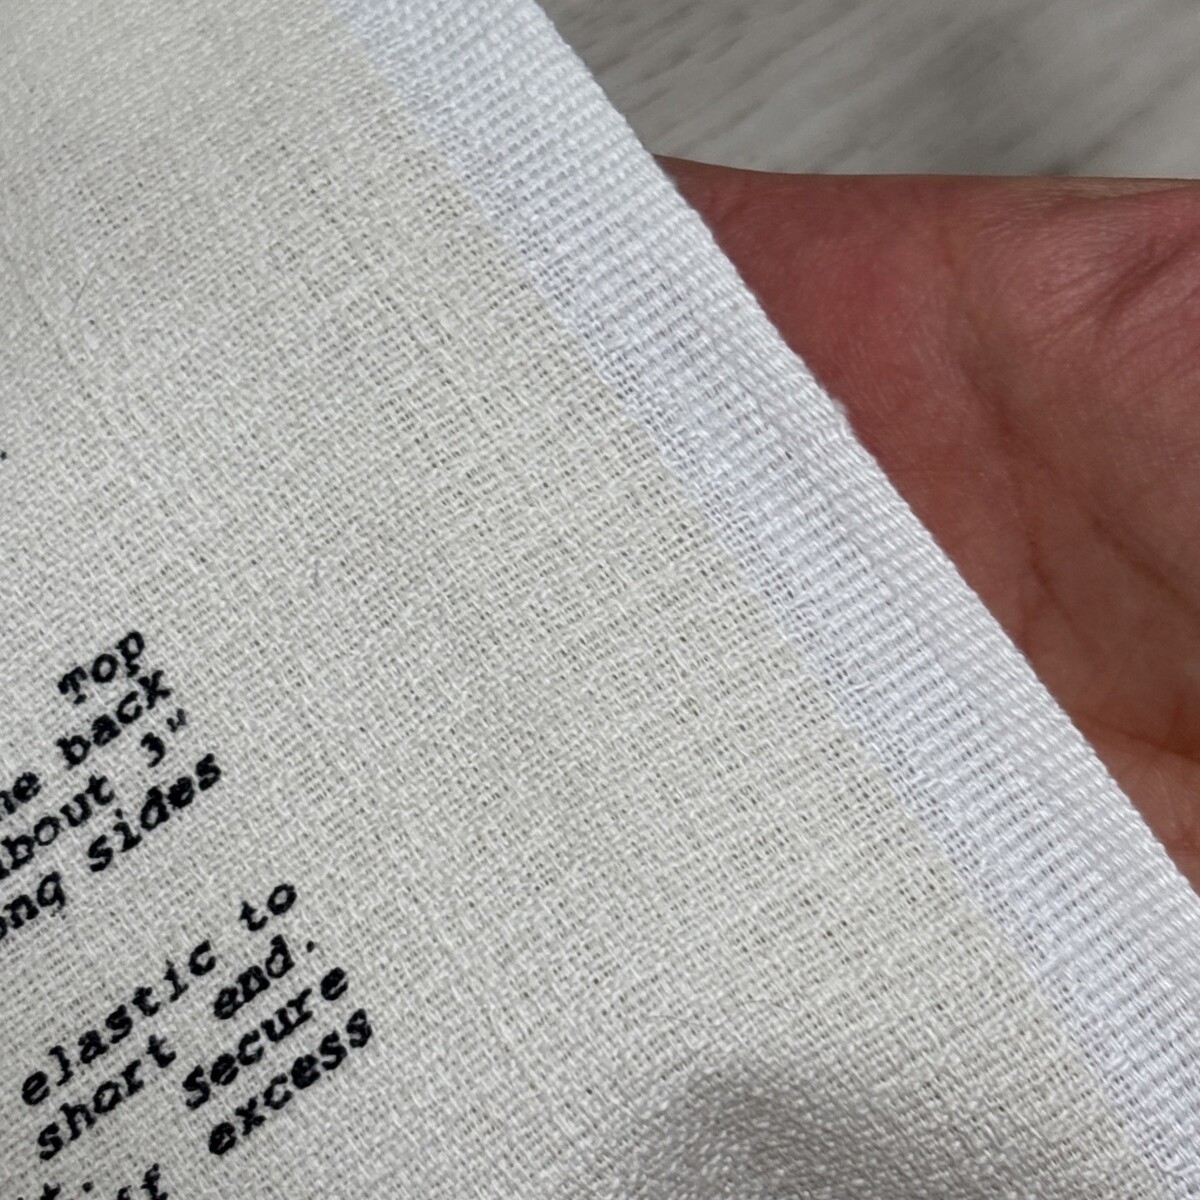 Top
back
about 3"
sides
elastic to
short end.
Secure
excess